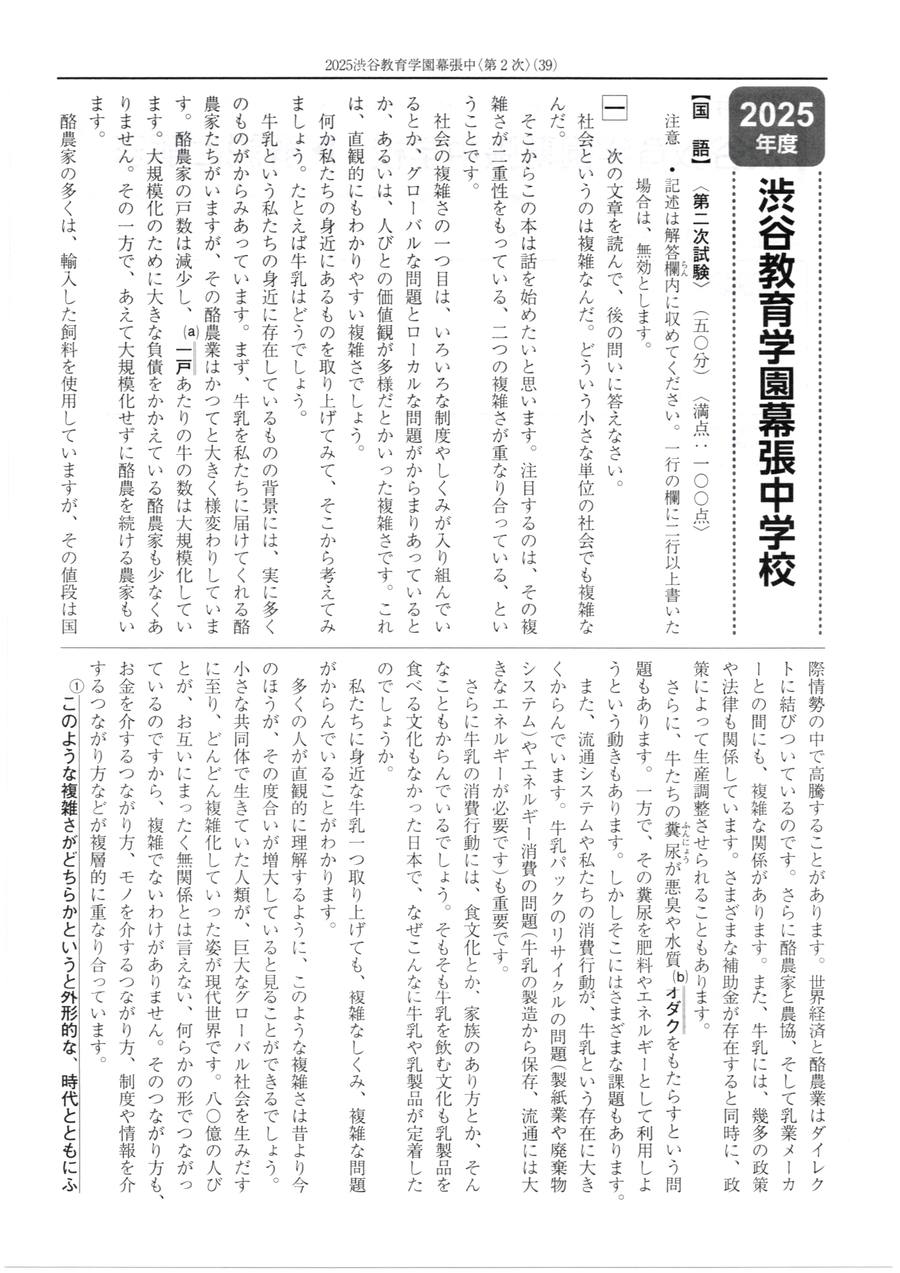 2025渋谷教育学園幕張中〈第2次〉(39)
2025
年度
渋谷教育学園幕張中学校
【国 語】〈第二次試験〉(五〇分)〈満点:一〇〇点〉
注意 ・記述は解答欄内に収めてください。一行の欄に二行以上書いた
らん
場合は、無効とします。
一 次の文章を読んで、後の問いに答えなさい。
社会というのは複雑なんだ。どういう小さな単位の社会でも複雑な
んだ。
そこからこの本は話を始めたいと思います。注目するのは、その複
雑さが二重性をもっている、二つの複雑さが重なり合っている、とい
うことです。
社会の複雑さの一つ目は、いろいろな制度やしくみが入り組んでい
るとか、グローバルな問題とローカルな問題がからまりあっていると
か、あるいは、人びとの価値観が多様だとかいった複雑さです。これ
は、直観的にもわかりやすい複雑さでしょう。
何か私たちの身近にあるものを取り上げてみて、そこから考えてみ
ましょう。たとえば牛乳はどうでしょう。
牛乳という私たちの身近に存在しているものの背景には、実に多く
のものがからみあっています。まず、牛乳を私たちに届けてくれる酪
農家たちがいますが、その酪農業はかつてと大きく様変わりしていま
す。酪農家の戸数は減少し、(a)一戸あたりの牛の数は大規模化してい
ます。大規模化のために大きな負債をかかえている酪農家も少なくあ
りません。その一方で、あえて大規模化せずに酪農を続ける農家もい
ます。
酪農家の多くは、輸入した飼料を使用していますが、その値段は国
際情勢の中で高騰することがあります。世界経済と酪農業はダイレク
トに結びついているのです。さらに酪農家と農協、そして乳業メーカ
ーとの間にも、複雑な関係があります。また、牛乳には、幾多の政策
や法律も関係しています。さまざまな補助金が存在すると同時に、政
策によって生産調整させられることもあります。
さらに、牛たちの糞尿が悪臭や水質(b)オダクをもたらすという問
ふんにょう
題もあります。一方で、その糞尿を肥料やエネルギーとして利用しよ
うという動きもあります。しかしそこにはさまざまな課題もあります。
また、流通システムや私たちの消費行動が、牛乳という存在に大き
くからんでいます。牛乳パックのリサイクルの問題(製紙業や廃棄物
システム)やエネルギー消費の問題(牛乳の製造から保存、流通には大
きなエネルギーが必要です)も重要です。
さらに牛乳の消費行動には、食文化とか、家族のあり方とか、そん
なこともからんでいるでしょう。そもそも牛乳を飲む文化も乳製品を
食べる文化もなかった日本で、なぜこんなに牛乳や乳製品が定着した
のでしょうか。
私たちに身近な牛乳一つ取り上げても、複雑なしくみ、複雑な問題
がからんでいることがわかります。
多くの人が直観的に理解するように、このような複雑さは昔より今
のほうが、その度合いが増大していると見ることができるでしょう。
小さな共同体で生きていた人類が、巨大なグローバル社会を生みだす
に至り、どんどん複雑化していった姿が現代世界です。八〇億の人び
とが、お互いにまったく無関係とは言えない、何らかの形でつながっ
ているのですから、複雑でないわけがありません。そのつながり方も、
お金を介するつながり方、モノを介するつながり方、制度や情報を介
するつながり方などが複層的に重なり合っています。
①このような複雑さがどちらかというと外形的な、時代とともにふ